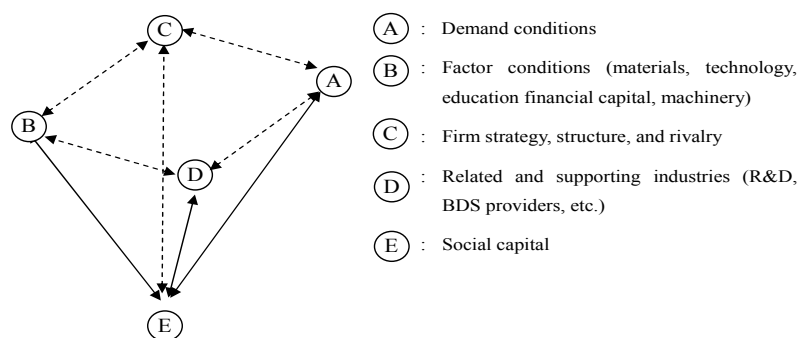 C
A
B
D
E
A : Demand conditions
B : Factor conditions (materials, technology,
education financial capital, machinery)
C : Firm strategy, structure, and rivalry
D : Related and supporting industries (R&D,
BDS providers, etc.)
E : Social capital